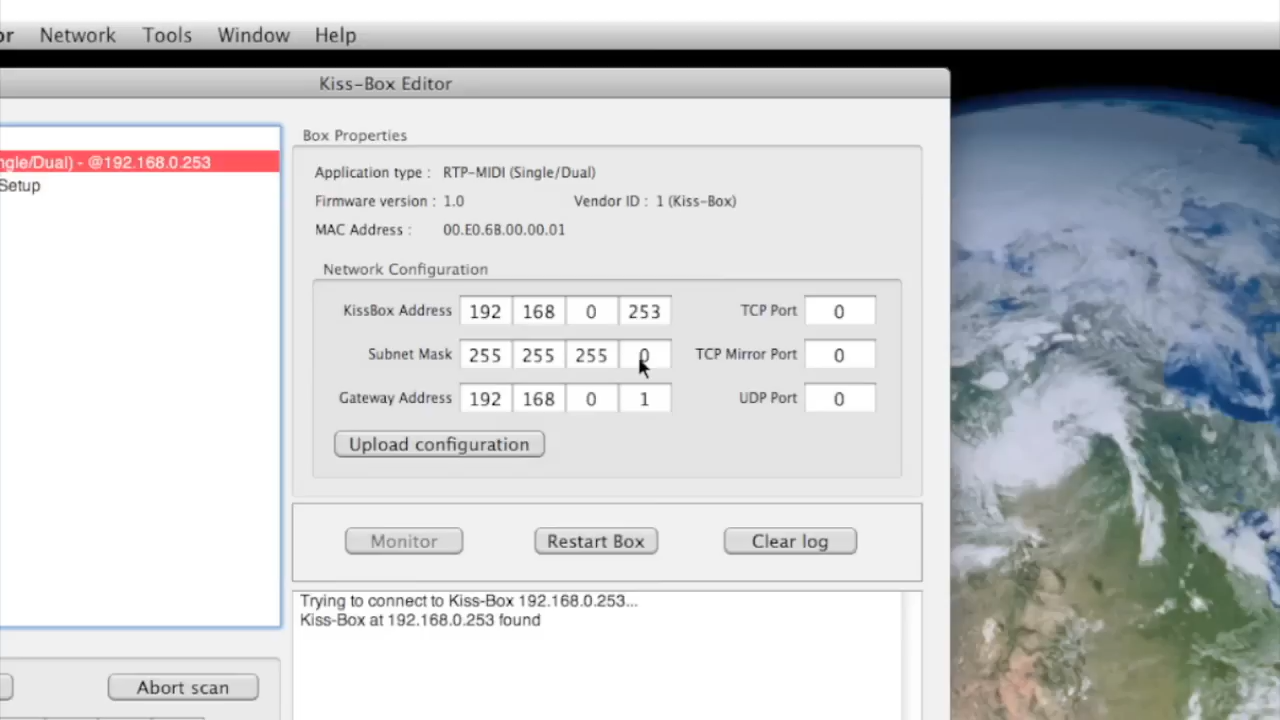 or Network Tools Window Help
Kiss-Box Editor
ngle/Dual) - @192.168.0.253
Setup
Abort scan
Box Properties
Application type : RTP-MIDI (Single/Dual)
Firmware version : 1.0 Vendor ID : 1 (Kiss-Box)
MAC Address : 00.E0.6B.00.00.01
Network Configuration
KissBox Address 192 168 0 253 TCP Port 0
Subnet Mask 255 255 255 0 TCP Mirror Port 0
Gateway Address 192 168 0 1 UDP Port 0
Upload configuration
Monitor Restart Box Clear log
Trying to connect to Kiss-Box 192.168.0.253...
Kiss-Box at 192.168.0.253 found